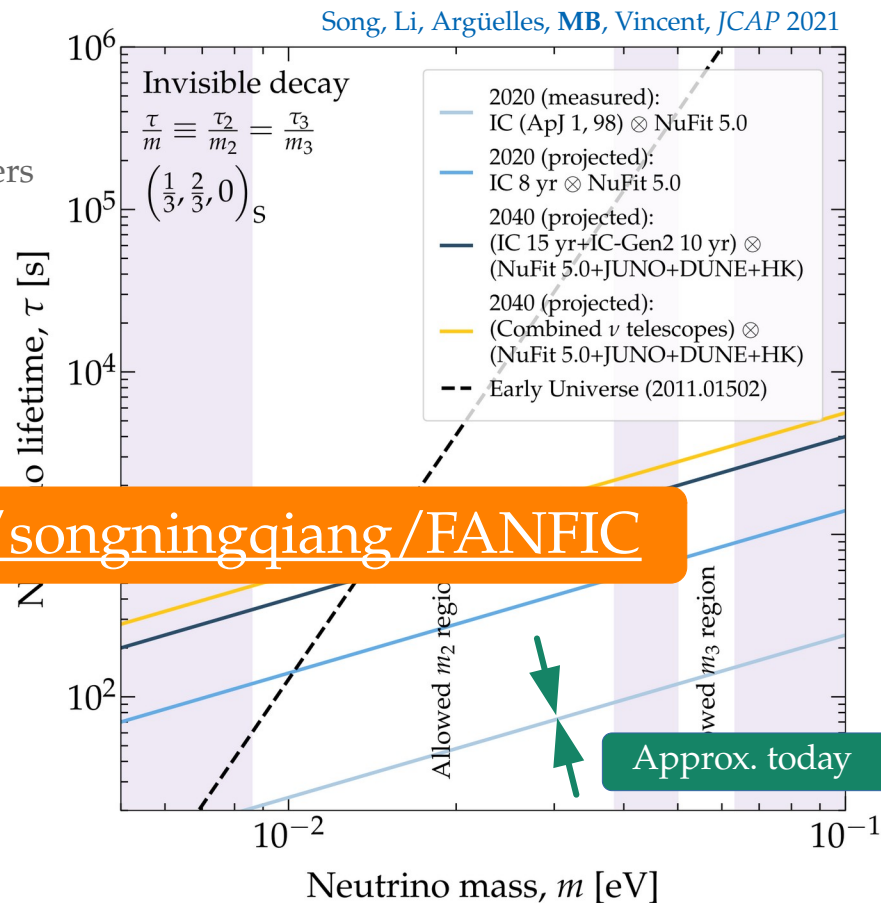 Song, Li, Argüelles, MB, Vincent, JCAP 2021
10⁶
Invisible decay
τ/m ≡ τ₂/m₂ = τ₃/m₃
(1/3, 2/3, 0)S
2020 (measured):
IC (ApJ 1, 98) ⊗ NuFit 5.0
2020 (projected):
IC 8 yr ⊗ NuFit 5.0
2040 (projected):
(IC 15 yr+IC-Gen2 10 yr) ⊗
(NuFit 5.0+JUNO+DUNE+HK)
2040 (projected):
(Combined ν telescopes) ⊗
(NuFit 5.0+JUNO+DUNE+HK)
Early Universe (2011.01502)
10⁵
10⁴
lifetime, τ [s]
/songningqiang/FANFIC
10²
Allowed m₂
m₃ region
Approx. today
10⁻²
10⁻¹
Neutrino mass, m [eV]